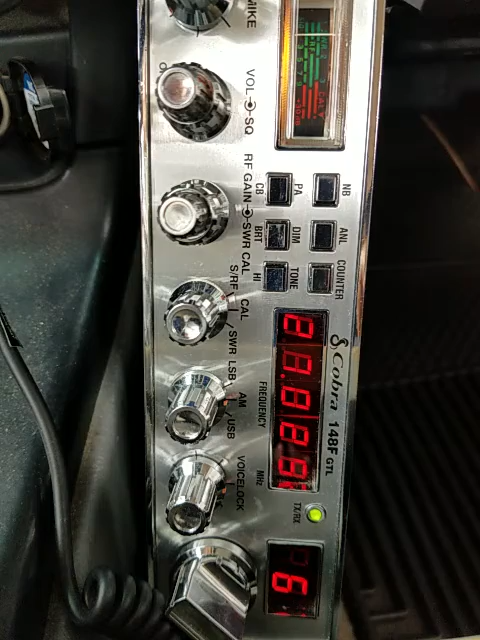 MIKE
VOL SQ
RF GAIN SWR CAL
CB PA
NB
BRT DIM
ANL
HI TONE
COUNTER
S/RF CAL SWR
LSB AM USB
VOICELOCK
Cobra 148F GTL
FREQUENCY MHz
TX/RX